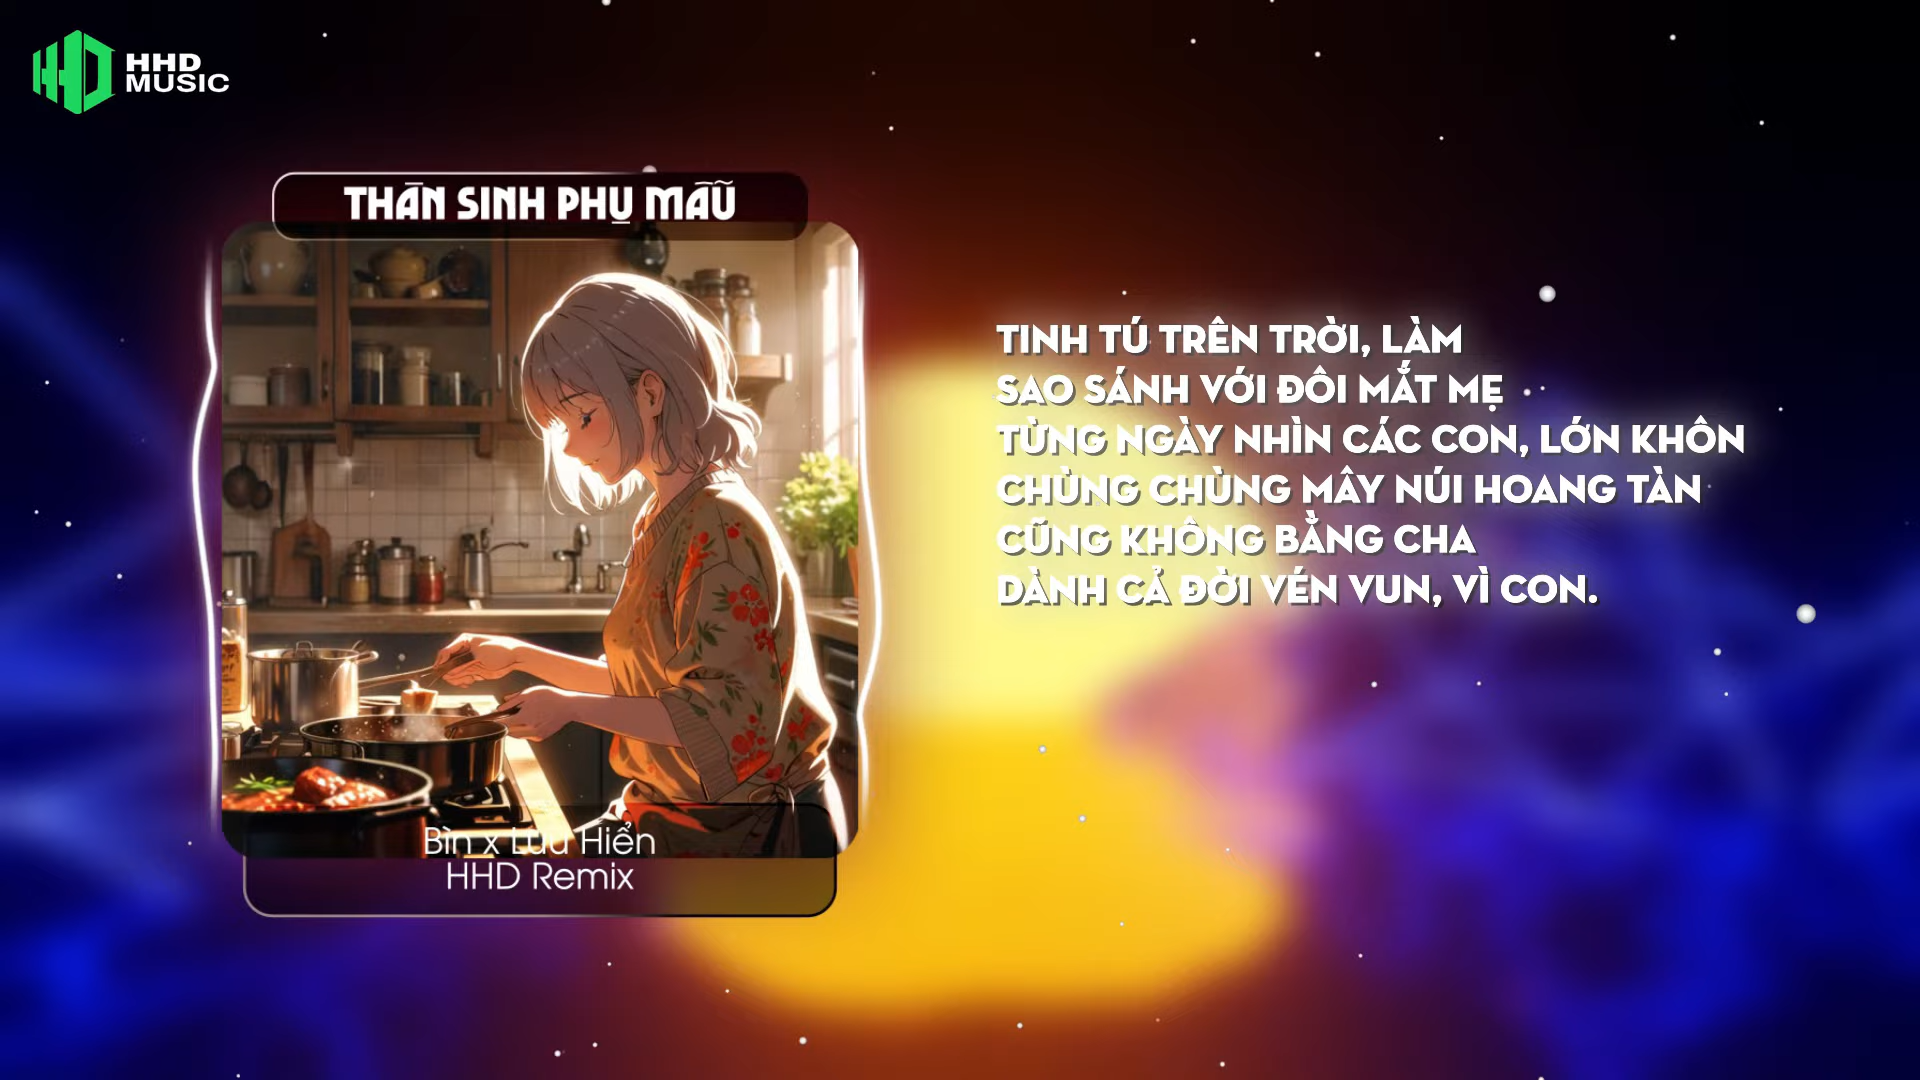 HHD
MUSIC
THÂN SINH PHỤ MẪU
TINH TÚ TRÊN TRỜI, LÀM
SAO SÁNH VỚI ĐÔI MẮT MẸ
TỪNG NGÀY NHÌN CÁC CON, LỚN KHÔN
CHÙNG CHÙNG MÂY NÚI HOANG TÀN
CŨNG KHÔNG BẰNG CHA
DÀNH CẢ ĐỜI VÉN VUN, VÌ CON.
Bìn x Lưu Hiển
HHD Remix